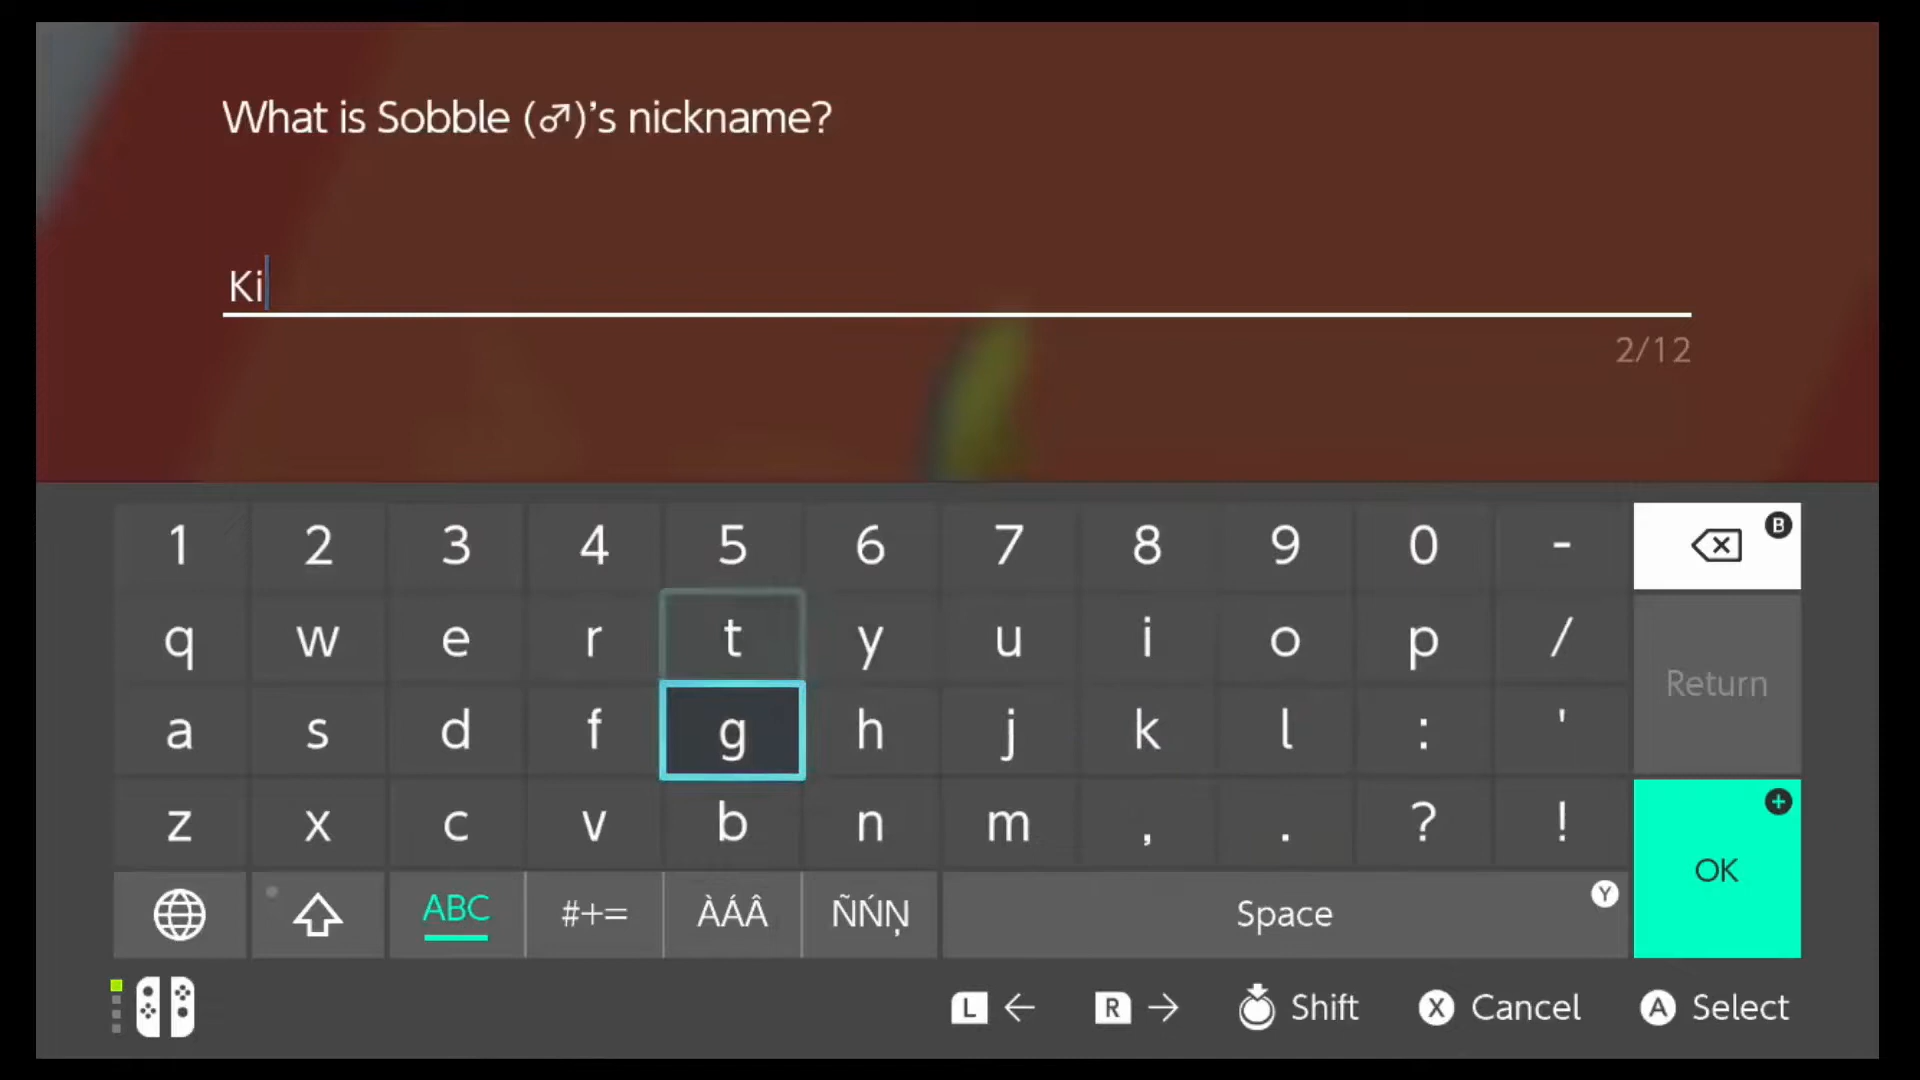 What is Sobble (♂)'s nickname?
Ki
2/12
1 2 3 4 5 6 7 8 9 0 - B
q w e r t y u i o p /
Return
a s d f g h j k l : '
z x c v b n m , . ? ! +
OK
ABC #+= ÀÁÂ ÑŃŅ Space Y
L ← R → Shift X Cancel A Select